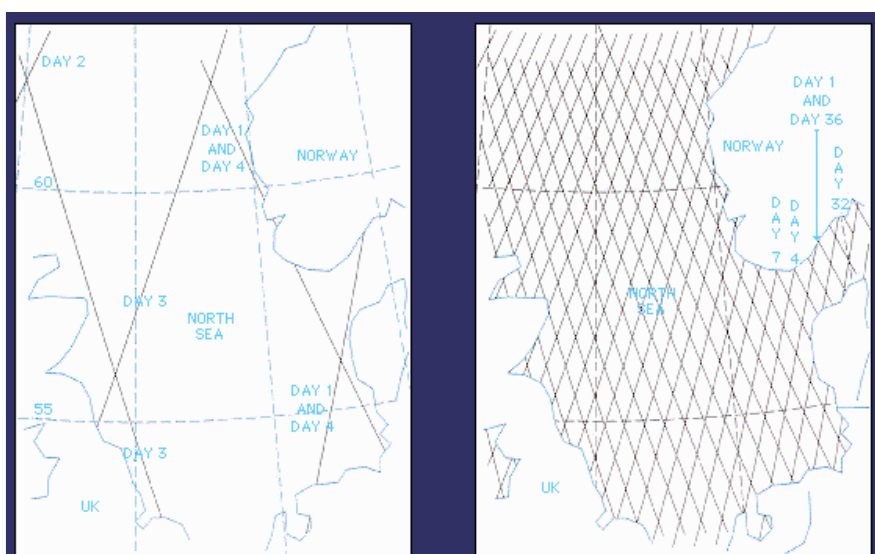 DAY 2
DAY 1
AND
DAY 4
NORWAY
60
DAY 3
NORTH
SEA
55
DAY 1
AND
DAY 4
DAY 3
UK
DAY 1
AND
DAY 36
NORWAY
DAY
32
DAY
7
DAY
4
NORTH
SEA
UK